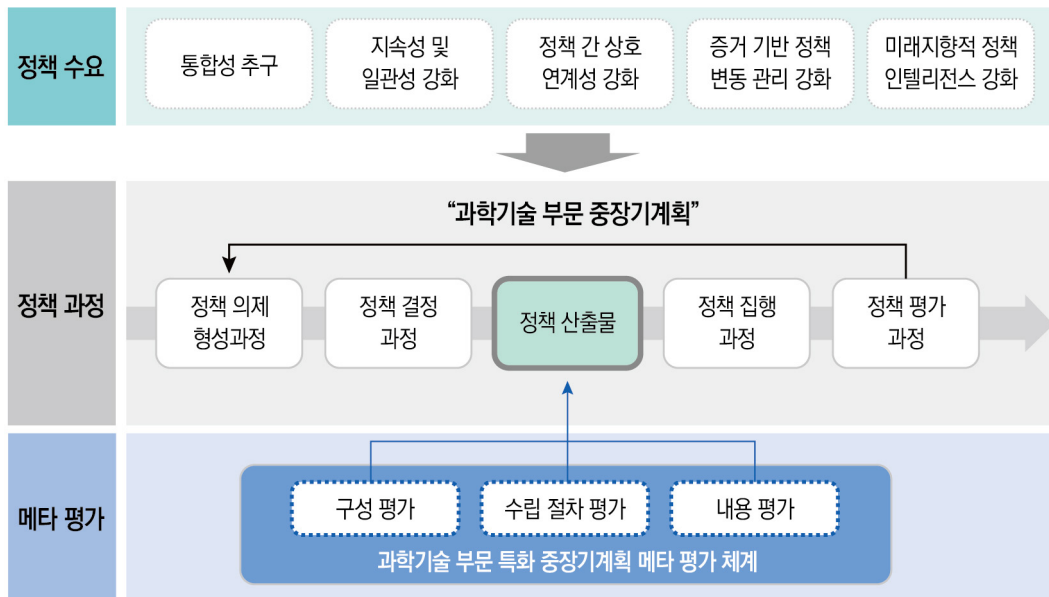 정책 수요
통합성 추구
지속성 및
일관성 강화
정책 간 상호
연계성 강화
증거 기반 정책
변동 관리 강화
미래지향적 정책
인텔리전스 강화
정책 과정
“과학기술 부문 중장기계획”
정책 의제
형성과정
정책 결정
과정
정책 산출물
정책 집행
과정
정책 평가
과정
메타 평가
구성 평가
수립 절차 평가
내용 평가
과학기술 부문 특화 중장기계획 메타 평가 체계